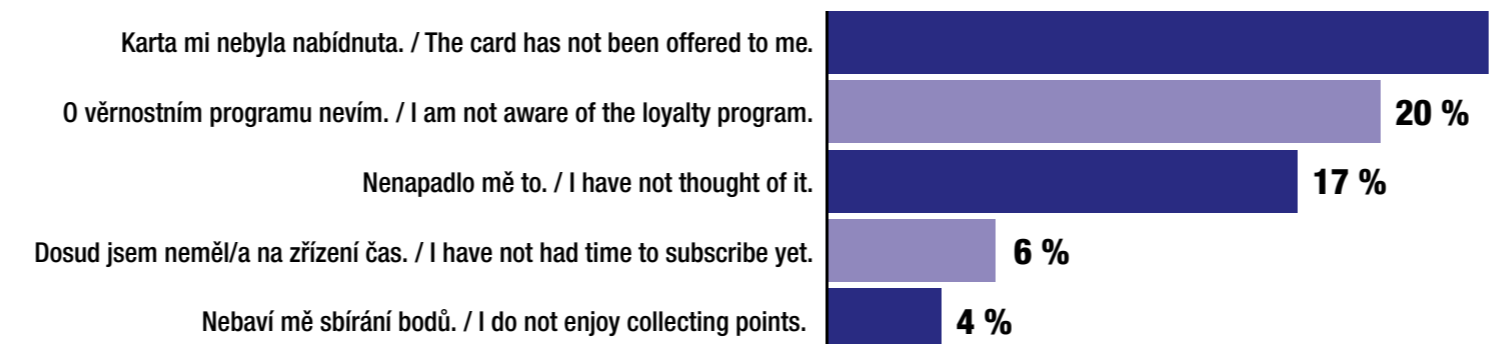 Karta mi nebyla nabídnuta. / The card has not been offered to me.
O věrnostním programu nevím. / I am not aware of the loyalty program. 20 %
Nenapadlo mě to. / I have not thought of it. 17 %
Dosud jsem neměl/a na zřízení čas. / I have not had time to subscribe yet. 6 %
Nebaví mě sbírání bodů. / I do not enjoy collecting points. 4 %